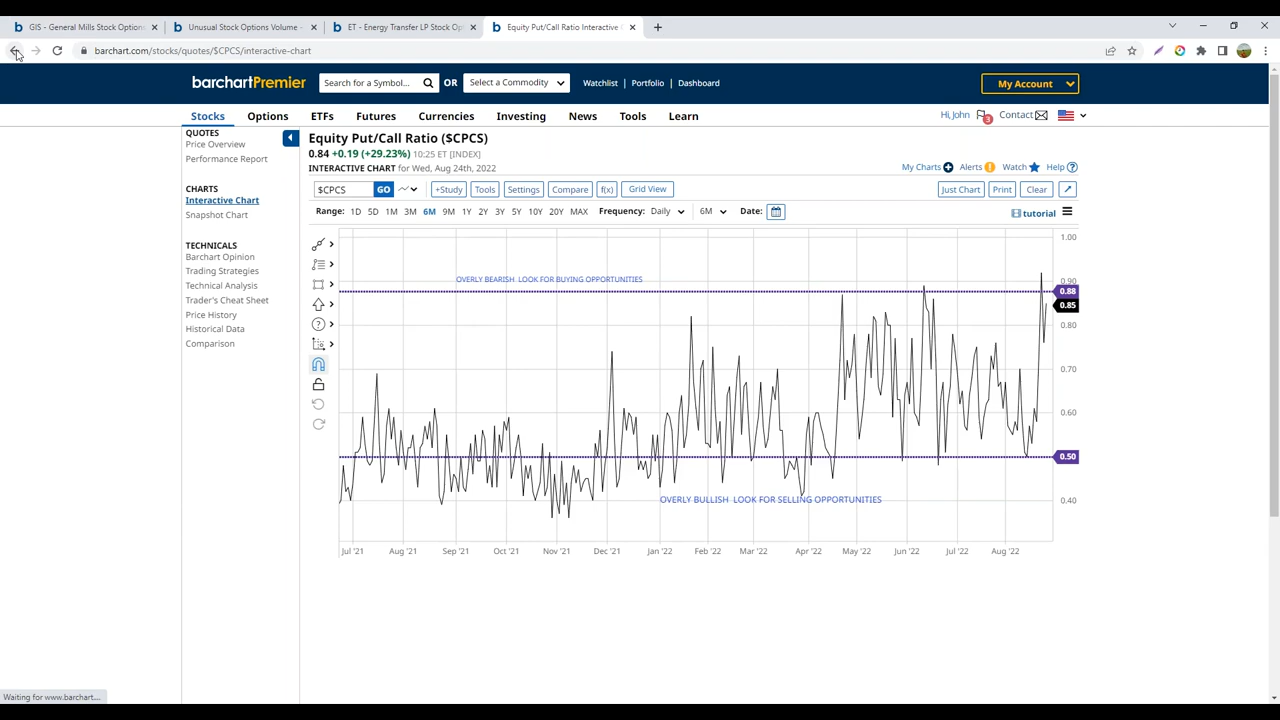 GIS - General Mills Stock Options
Unusual Stock Options Volume -
ET - Energy Transfer LP Stock Op
Equity Put/Call Ratio Interactive
barchart.com/stocks/quotes/$CPCS/interactive-chart
barchartPremier
Search for a Symbol...
OR
Select a Commodity
Watchlist | Portfolio | Dashboard
My Account
Stocks Options ETFs Futures Currencies Investing News Tools Learn
Hi, John 3 Contact
QUOTES
Price Overview
Performance Report
CHARTS
Interactive Chart
Snapshot Chart
TECHNICALS
Barchart Opinion
Trading Strategies
Technical Analysis
Trader's Cheat Sheet
Price History
Historical Data
Comparison
Equity Put/Call Ratio ($CPCS)
0.84 +0.19 (+29.23%) 10:25 ET [INDEX]
INTERACTIVE CHART for Wed, Aug 24th, 2022
My Charts Alerts Watch Help
$CPCS GO +Study Tools Settings Compare f(x) Grid View
Just Chart Print Clear
Range: 1D 5D 1M 3M 6M 9M 1Y 2Y 3Y 5Y 10Y 20Y MAX Frequency: Daily 6M Date:
tutorial
OVERLY BEARISH LOOK FOR BUYING OPPORTUNITIES
OVERLY BULLISH LOOK FOR SELLING OPPORTUNITIES
1.00
0.90
0.88
0.85
0.80
0.70
0.60
0.50
0.40
Jul '21 Aug '21 Sep '21 Oct '21 Nov '21 Dec '21 Jan '22 Feb '22 Mar '22 Apr '22 May '22 Jun '22 Jul '22 Aug '22
Waiting for www.barchart....